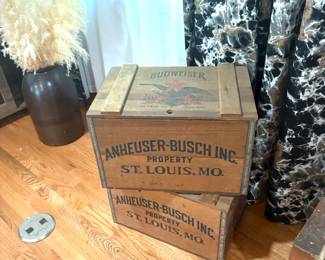 BUDWEISER
ANHEUSER-BUSCH INC.
PROPERTY
ST. LOUIS, MO.
ANHEUSER-BUSCH INC.
PROPERTY
ST. LOUIS, MO.